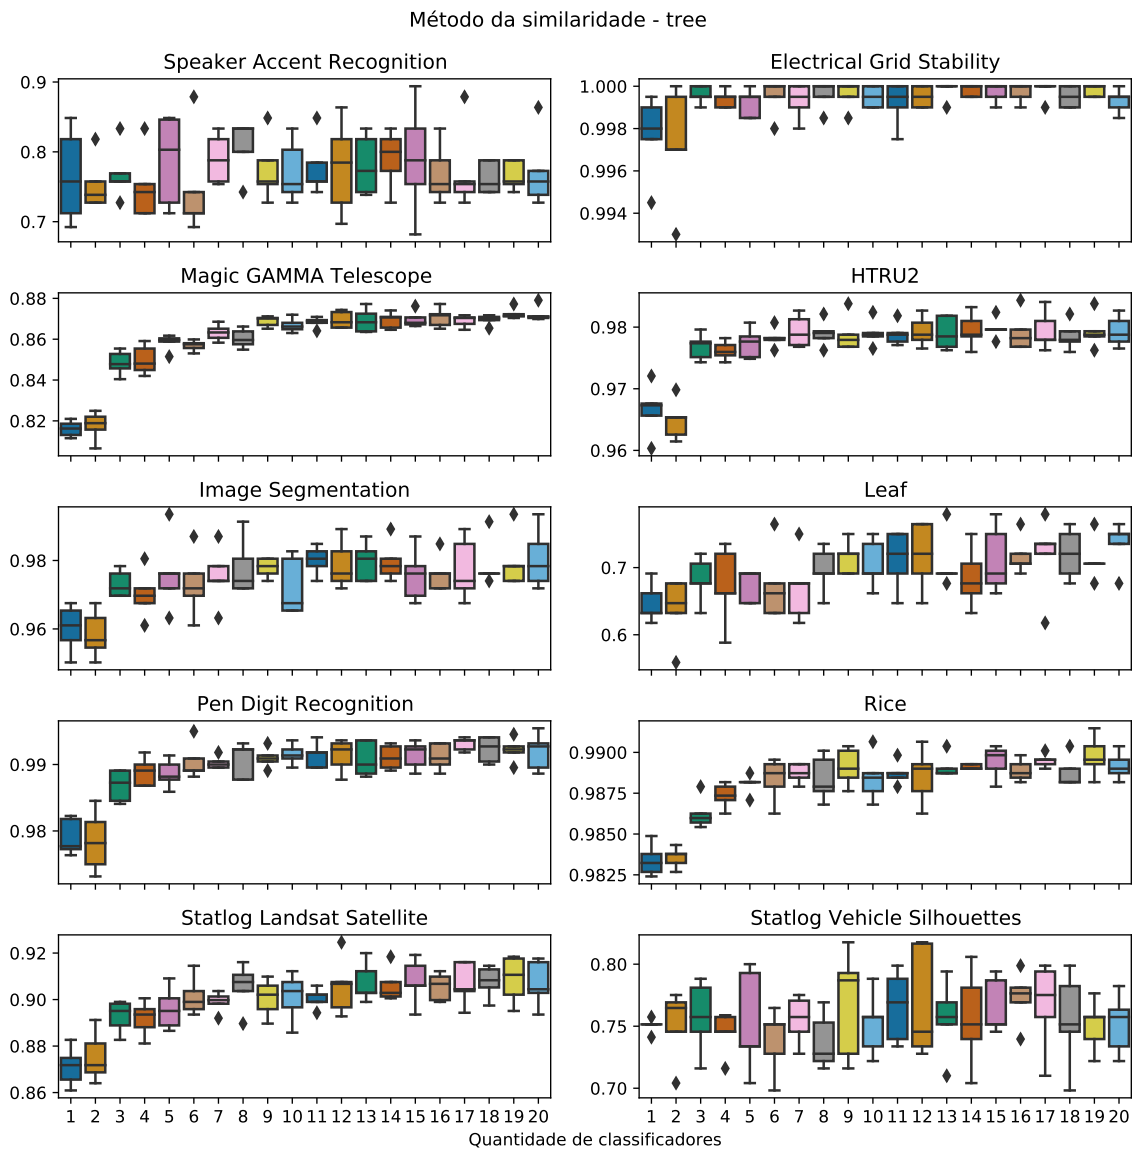 Método da similaridade - tree
Speaker Accent Recognition
0.9
0.8
0.7
Electrical Grid Stability
1.000
0.998
0.996
0.994
Magic GAMMA Telescope
0.88
0.86
0.84
0.82
HTRU2
0.98
0.97
0.96
Image Segmentation
0.98
0.96
Leaf
0.7
0.6
Pen Digit Recognition
0.99
0.98
Rice
0.9900
0.9875
0.9850
0.9825
Statlog Landsat Satellite
0.92
0.90
0.88
0.86
1 2 3 4 5 6 7 8 9 10 11 12 13 14 15 16 17 18 19 20
Statlog Vehicle Silhouettes
0.80
0.75
0.70
1 2 3 4 5 6 7 8 9 10 11 12 13 14 15 16 17 18 19 20
Quantidade de classificadores